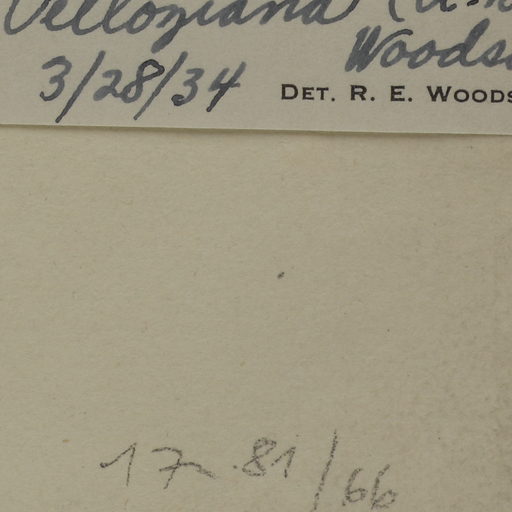 Velloziana (A.
Woods
3/28/34 DET. R. E. WOODS
17 .81/66